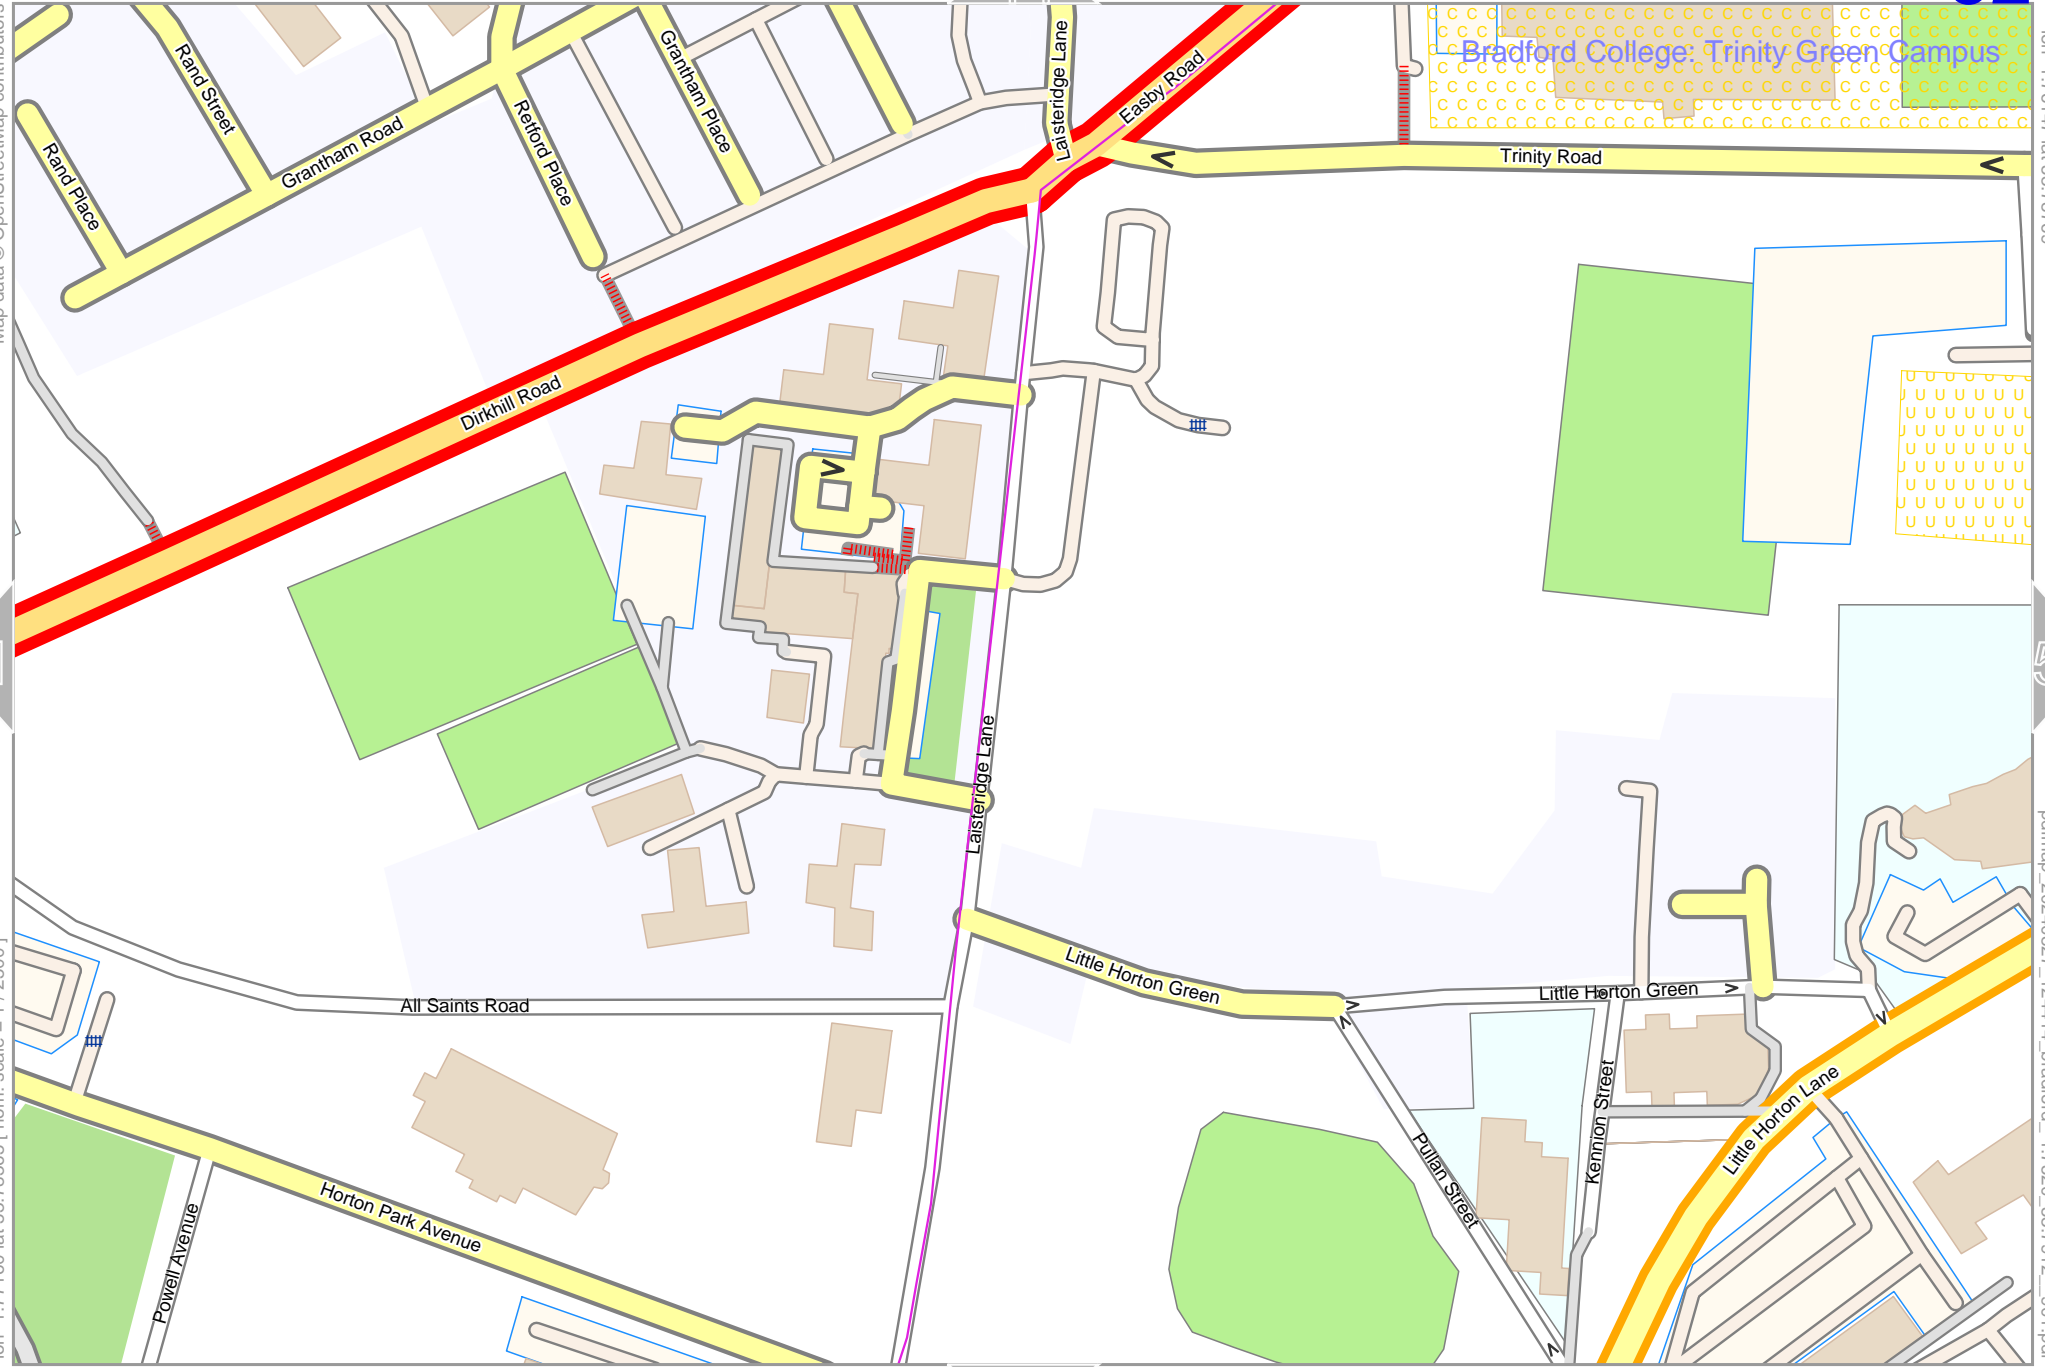 Bradford College: Trinity Green Campus
Rand Street
Grantham Place
Laisteridge Lane
Easby Road
Retford Place
Grantham Road
Rand Place
Trinity Road
Dirkhill Road
Laisteridge Lane
Little Horton Green
Little Horton Green
All Saints Road
Kennion Street
Little Horton Lane
Pullan Street
Horton Park Avenue
Powell Avenue